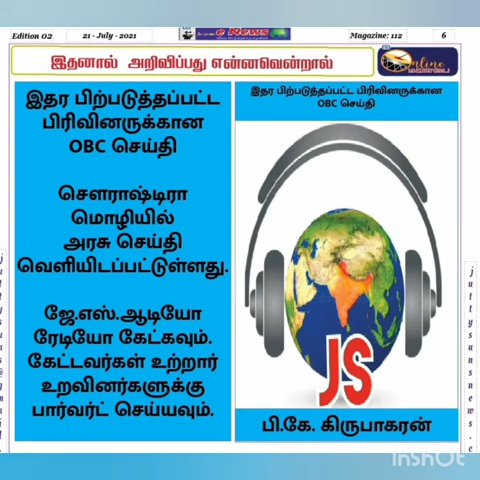 Edition 02
21 - July - 2021
e News
Magazine: 112
6
இதனால் அறிவிப்பது என்னவென்றால்
Online
இதர பிற்படுத்தப்பட்ட
பிரிவினருக்கான
OBC செய்தி
சௌராஷ்டிரா
மொழியில்
அரசு செய்தி
வெளியிடப்பட்டுள்ளது.
ஜே.எஸ்.ஆடியோ
ரேடியோ கேட்கவும்.
கேட்டவர்கள் உற்றார்
உறவினர்களுக்கு
பார்வர்ட் செய்யவும்.
இதர பிற்படுத்தப்பட்ட பிரிவினருக்கான
OBC செய்தி
JS
பி.கே. கிருபாகரன்
InShOt